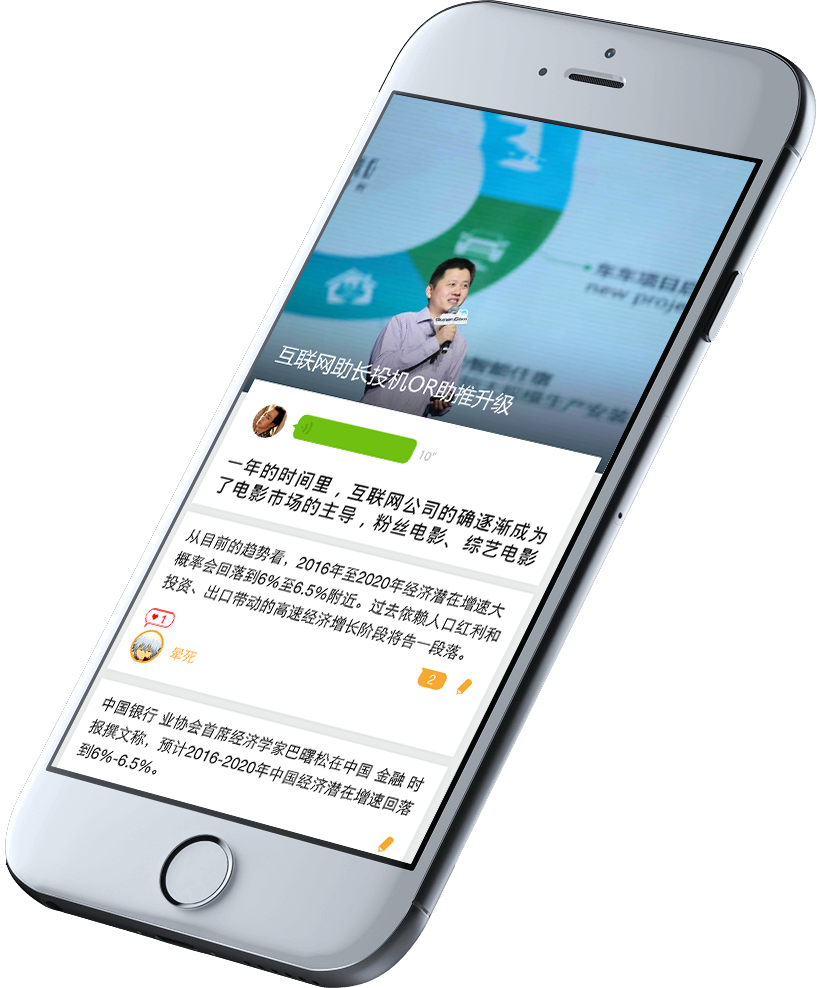 车车项目
new proje
智能住宿
互联网助长投机OR助推升级
10"
一年的时间里，互联网公司的确逐渐成为
了电影市场的主导，粉丝电影、综艺电影
从目前的趋势看，2016年至2020年经济潜在增速大
概率会回落到6%至6.5%附近。过去依赖人口红利和
投资、出口带动的高速经济增长阶段将告一段落。
1
晕死
2
中国银行 业协会首席经济学家巴曙松在中国 金融 时
报撰文称，预计2016-2020年中国经济潜在增速回落
到6%-6.5%。